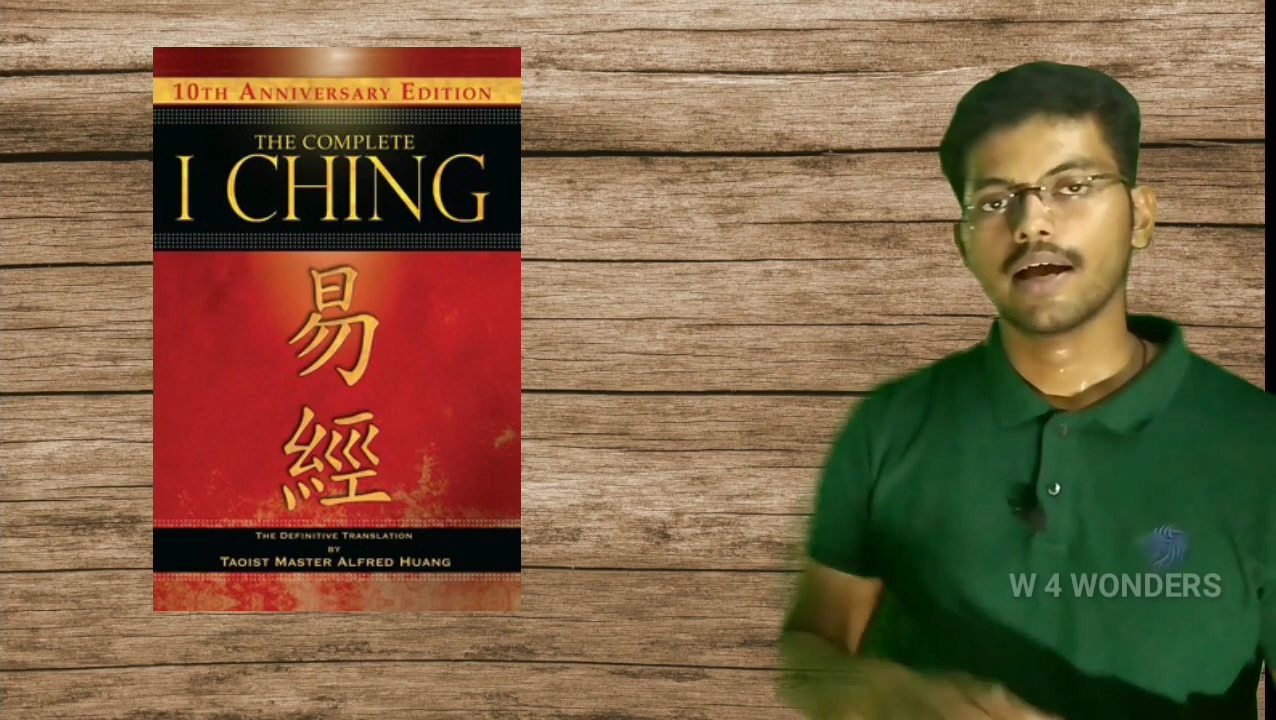 10TH ANNIVERSARY EDITION
THE COMPLETE
I CHING
易
經
THE DEFINITIVE TRANSLATION
BY
TAOIST MASTER ALFRED HUANG
W 4 WONDERS